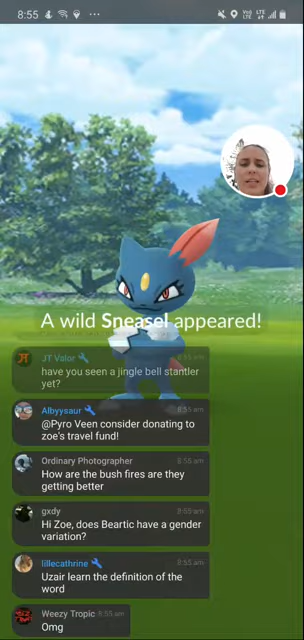 8:55
Vo) LTE
LTE
A wild Sneasel appeared!
JT Valor 8:55 am
have you seen a jingle bell stantler
yet?
Albyysaur 8:55 am
@Pyro Veen consider donating to
zoe's travel fund!
Ordinary Photographer 8:55 am
How are the bush fires are they
getting better
gxdy 8:55 am
Hi Zoe, does Beartic have a gender
variation?
lillecathrine 8:55 am
Uzair learn the definition of the
word
Weezy Tropic 8:55 am
Omg